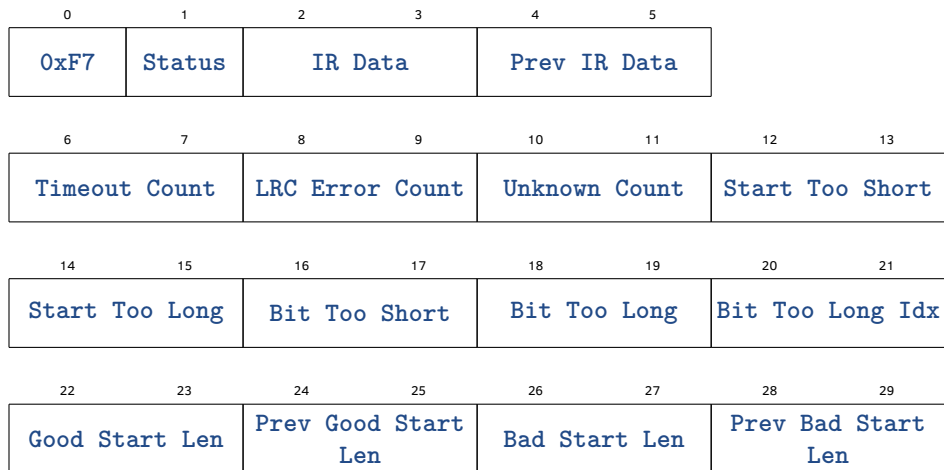 0 1 2 3 4 5
0xF7 Status IR Data Prev IR Data
6 7 8 9 10 11 12 13
Timeout Count LRC Error Count Unknown Count Start Too Short
14 15 16 17 18 19 20 21
Start Too Long Bit Too Short Bit Too Long Bit Too Long Idx
22 23 24 25 26 27 28 29
Good Start Len Prev Good Start Len Bad Start Len Prev Bad Start Len